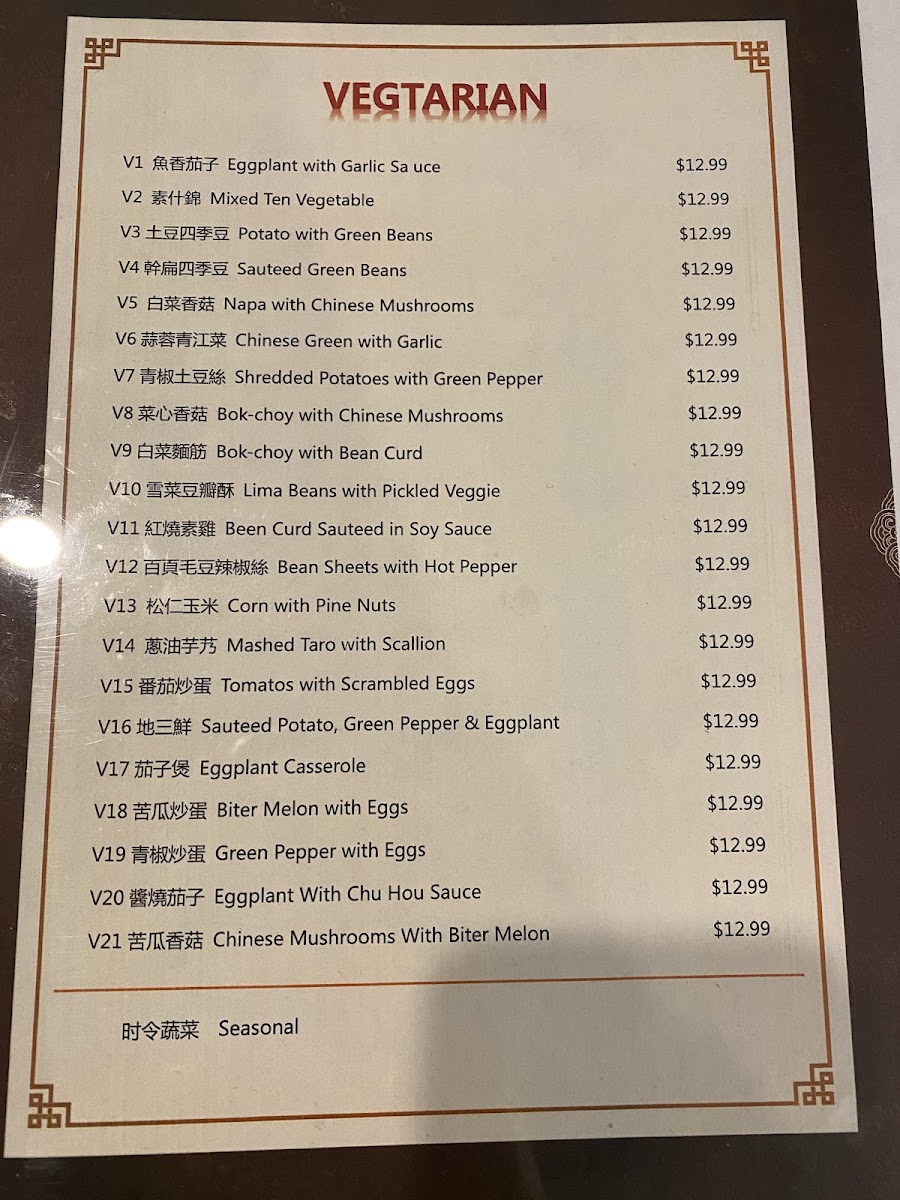 VEGTARIAN
V1 魚香茄子 Eggplant with Garlic Sa uce $12.99
V2 素什錦 Mixed Ten Vegetable $12.99
V3 土豆四季豆 Potato with Green Beans $12.99
V4 幹扁四季豆 Sauteed Green Beans $12.99
V5 白菜香菇 Napa with Chinese Mushrooms $12.99
V6 蒜蓉青江菜 Chinese Green with Garlic $12.99
V7 青椒土豆絲 Shredded Potatoes with Green Pepper $12.99
V8 菜心香菇 Bok-choy with Chinese Mushrooms $12.99
V9 白菜麵筋 Bok-choy with Bean Curd $12.99
V10 雪菜豆瓣酥 Lima Beans with Pickled Veggie $12.99
V11 紅燒素雞 Been Curd Sauteed in Soy Sauce $12.99
V12 百頁毛豆辣椒絲 Bean Sheets with Hot Pepper $12.99
V13 松仁玉米 Corn with Pine Nuts $12.99
V14 蔥油芋艿 Mashed Taro with Scallion $12.99
V15 番茄炒蛋 Tomatos with Scrambled Eggs $12.99
V16 地三鮮 Sauteed Potato, Green Pepper & Eggplant $12.99
V17 茄子煲 Eggplant Casserole $12.99
V18 苦瓜炒蛋 Biter Melon with Eggs $12.99
V19 青椒炒蛋 Green Pepper with Eggs $12.99
V20 醬燒茄子 Eggplant With Chu Hou Sauce $12.99
V21 苦瓜香菇 Chinese Mushrooms With Biter Melon $12.99
时令蔬菜 Seasonal